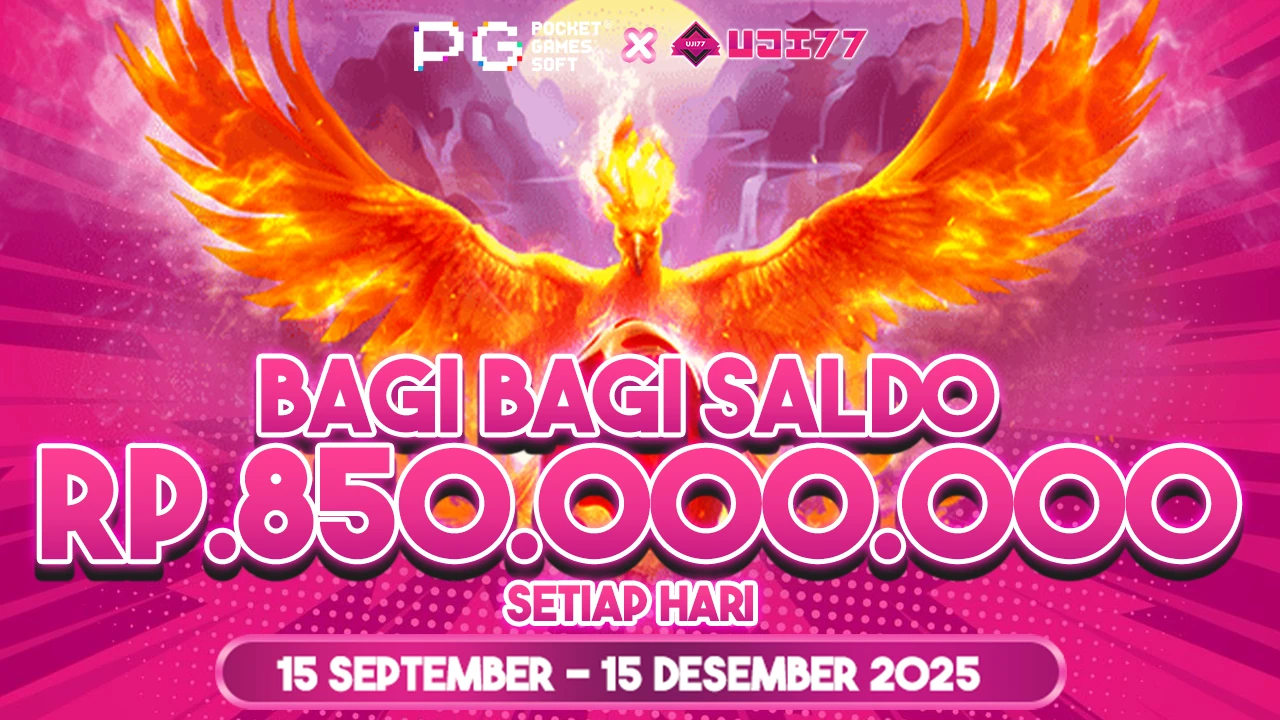 PG POCKET GAMES SOFT X UJI77 UJI77
BAGI BAGI SALDO
RP.850.000.000
SETIAP HARI
15 SEPTEMBER - 15 DESEMBER 2025